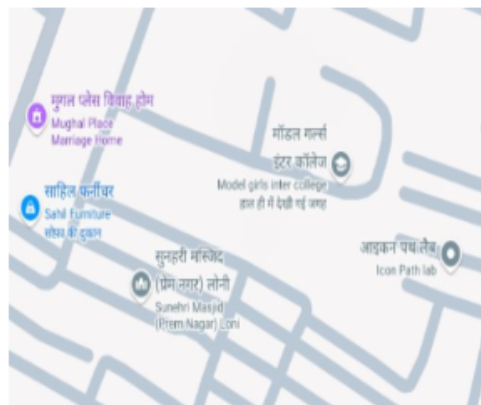 मुगल प्लेस विवाह होम
Mughal Place
Marriage Home
मॉडल गर्ल्स
इंटर कॉलेज
Model girls inter college
हाल ही में देखी गई जगह
साहिल फर्नीचर
Sahil Furniture
सोफ़ा की दुकान
सुनहरी मस्जिद
(प्रेम नगर) लोनी
Sunehri Masjid
(Prem Nagar) Loni
आइकन पथ लैब
Icon Path lab